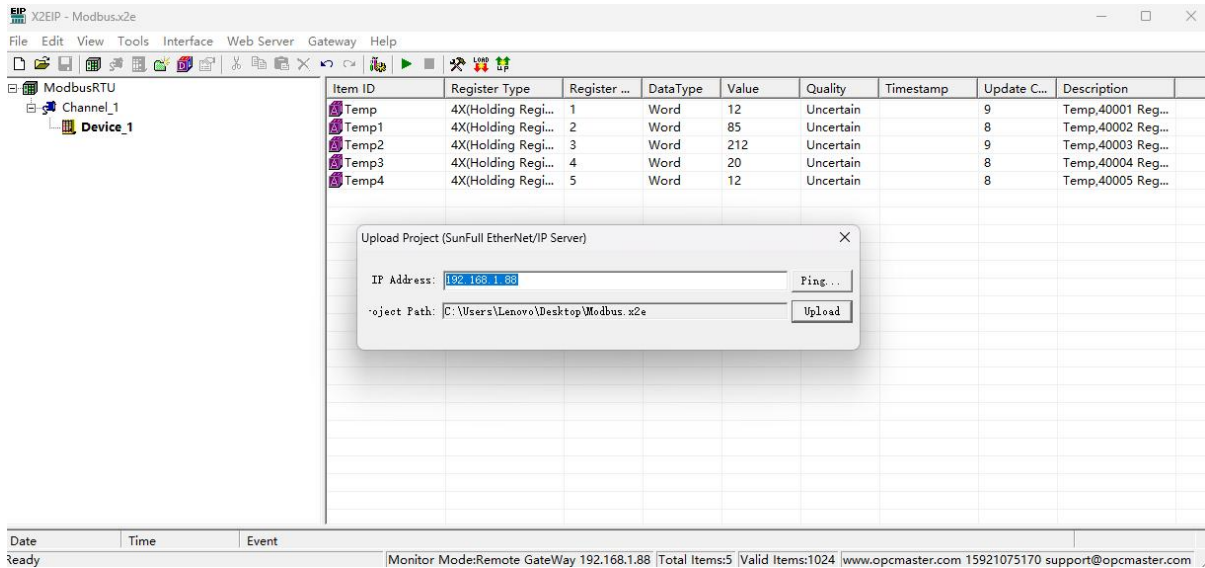 EIP X2EIP - Modbus.x2e
File Edit View Tools Interface Web Server Gateway Help
LOAD UP
ModbusRTU
Channel_1
Device_1
Item ID Register Type Register ... DataType Value Quality Timestamp Update C... Description
Temp 4X(Holding Regi... 1 Word 12 Uncertain 9 Temp,40001 Reg...
Temp1 4X(Holding Regi... 2 Word 85 Uncertain 8 Temp,40002 Reg...
Temp2 4X(Holding Regi... 3 Word 212 Uncertain 9 Temp,40003 Reg...
Temp3 4X(Holding Regi... 4 Word 20 Uncertain 8 Temp,40004 Reg...
Temp4 4X(Holding Regi... 5 Word 12 Uncertain 8 Temp,40005 Reg...
Upload Project (SunFull EtherNet/IP Server)
IP Address: 192.168.1.88 Ping...
oject Path: C:\Users\Lenovo\Desktop\Modbus.x2e Upload
Date Time Event
Ready Monitor Mode:Remote GateWay 192.168.1.88 Total Items:5 Valid Items:1024 www.opcmaster.com 15921075170 support@opcmaster.com